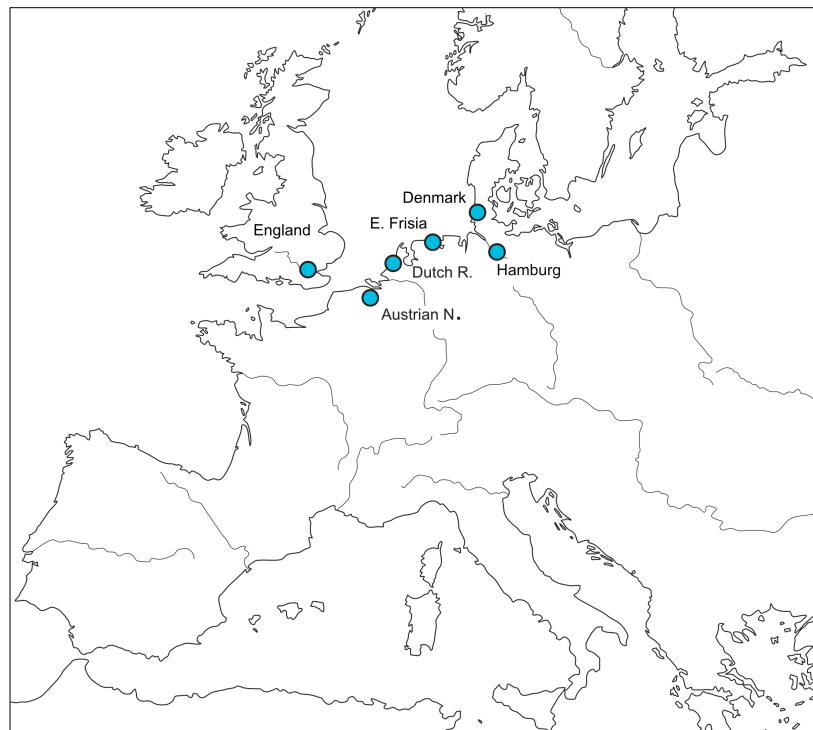 Denmark
E. Frisia
England
Hamburg
Dutch R.
Austrian N.